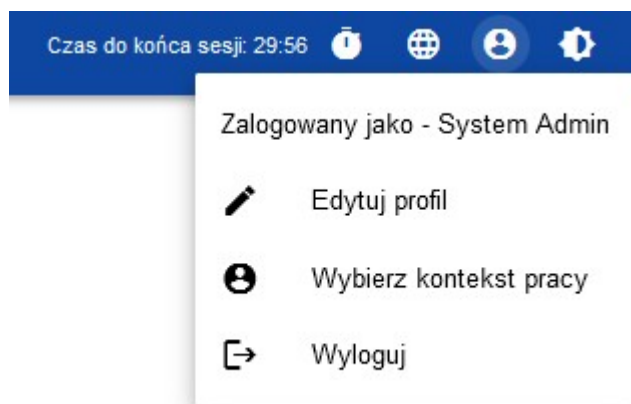 Czas do końca sesji: 29:56
Zalogowany jako - System Admin
Edytuj profil
Wybierz kontekst pracy
Wyloguj